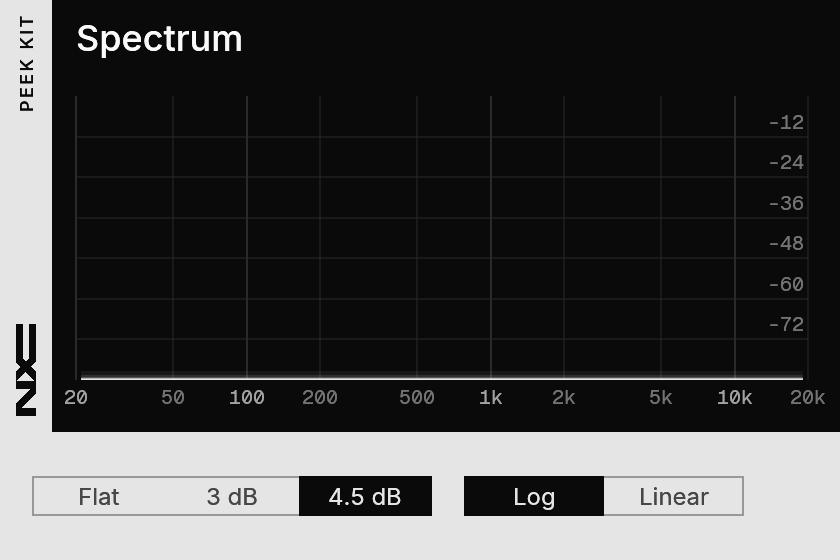 PEEK KIT
Spectrum
-12
-24
-36
-48
-60
-72
20 50 100 200 500 1k 2k 5k 10k 20k
NXE
Flat 3 dB 4.5 dB Log Linear